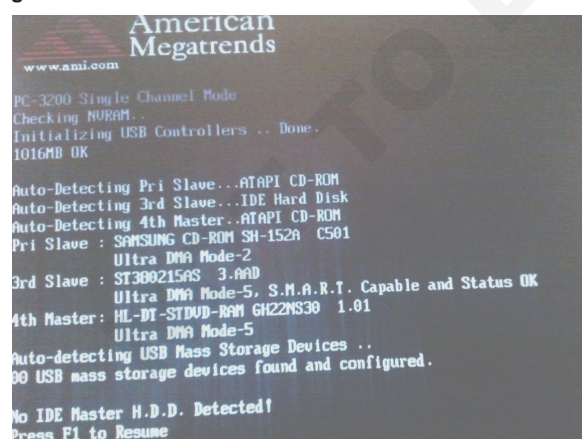 American
Megatrends
www.ami.com
PC-3200 Single Channel Mode
Checking NVRAM..
Initializing USB Controllers .. Done.
1016MB OK
Auto-Detecting Pri Slave...ATAPI CD-ROM
Auto-Detecting 3rd Slave...IDE Hard Disk
Auto-Detecting 4th Master..ATAPI CD-ROM
Pri Slave : SAMSUNG CD-ROM SH-152A C501
Ultra DMA Mode-2
3rd Slave : ST380215AS 3.AAD
Ultra DMA Mode-5, S.M.A.R.T. Capable and Status OK
4th Master: HL-DT-STDVD-RAM GH22NS30 1.01
Ultra DMA Mode-5
Auto-detecting USB Mass Storage Devices ..
00 USB mass storage devices found and configured.
No IDE Master H.D.D. Detected!
Press F1 to Resume